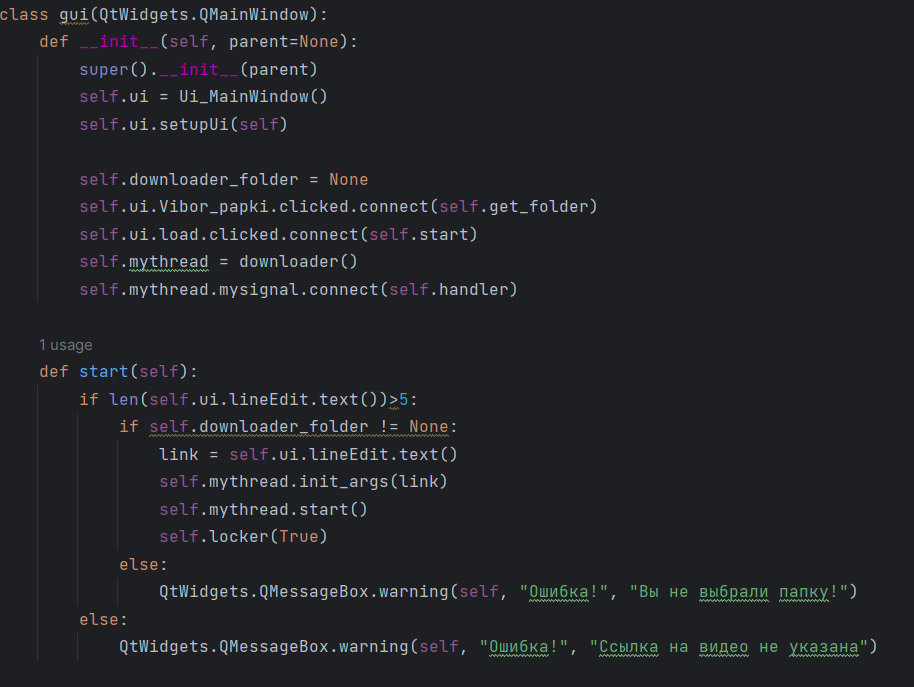 class gui(QtWidgets.QMainWindow):
    def __init__(self, parent=None):
        super().__init__(parent)
        self.ui = Ui_MainWindow()
        self.ui.setupUi(self)

        self.downloader_folder = None
        self.ui.Vibor_papki.clicked.connect(self.get_folder)
        self.ui.load.clicked.connect(self.start)
        self.mythread = downloader()
        self.mythread.mysignal.connect(self.handler)

    1 usage
    def start(self):
        if len(self.ui.lineEdit.text())>5:
            if self.downloader_folder != None:
                link = self.ui.lineEdit.text()
                self.mythread.init_args(link)
                self.mythread.start()
                self.locker(True)
            else:
                QtWidgets.QMessageBox.warning(self, "Ошибка!", "Вы не выбрали папку!")
        else:
            QtWidgets.QMessageBox.warning(self, "Ошибка!", "Ссылка на видео не указана")